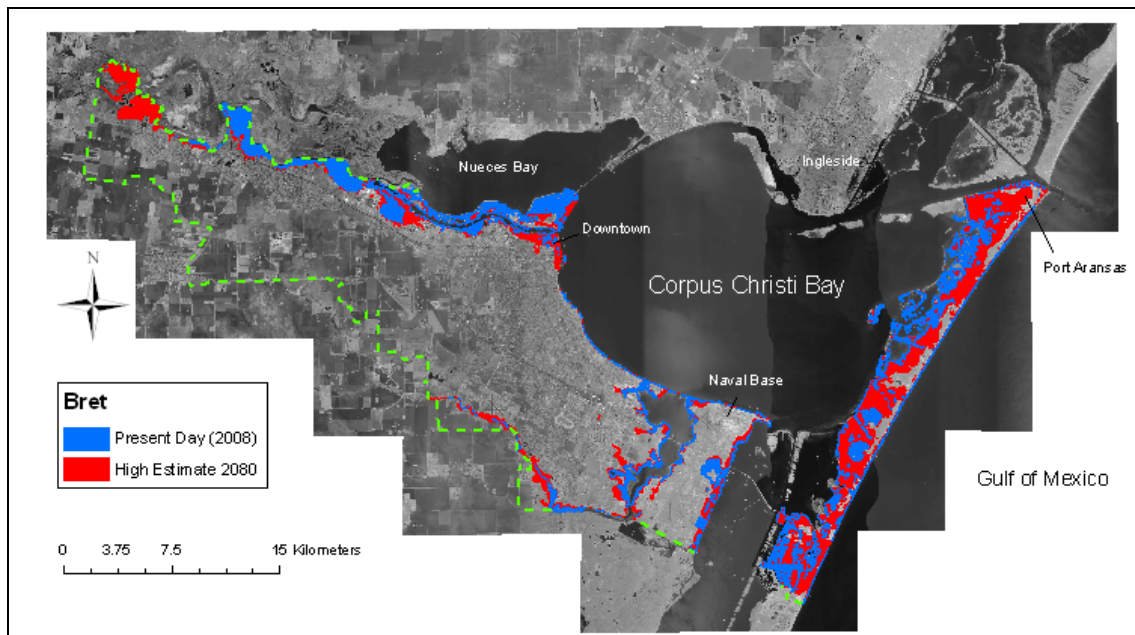 Nueces Bay
Ingleside
Downtown
Port Aransas
Corpus Christi Bay
N
Naval Base
Bret
Present Day (2008)
High Estimate 2080
Gulf of Mexico
0 3.75 7.5 15 Kilometers